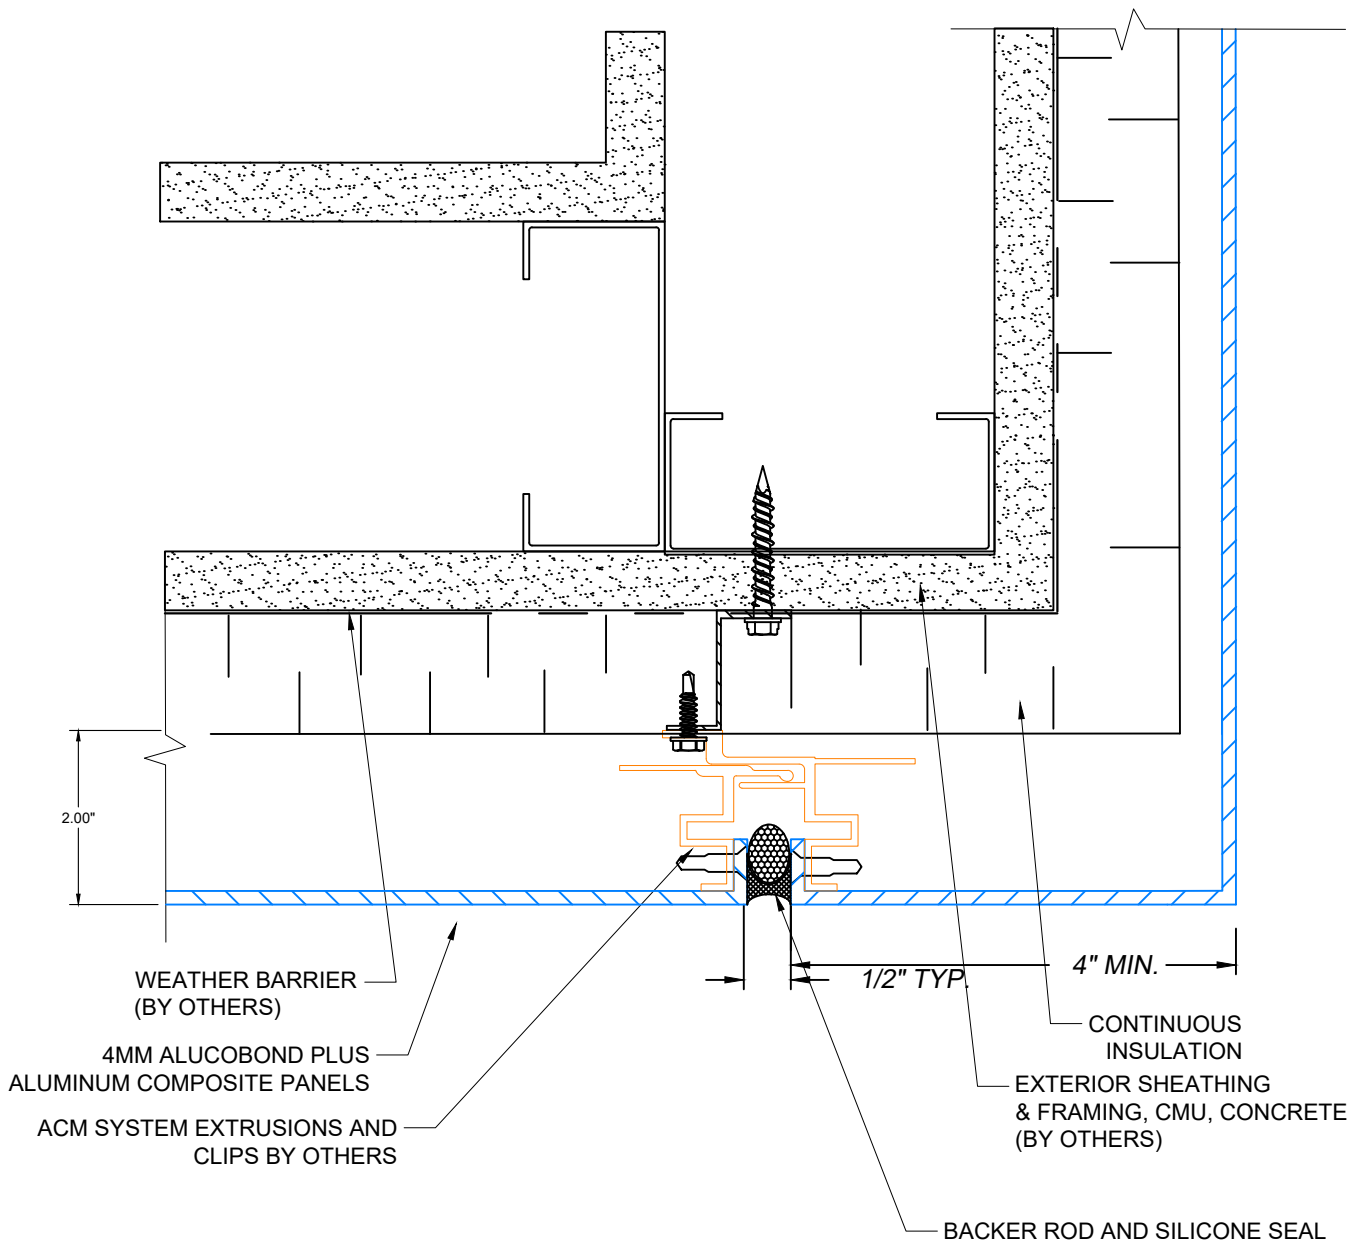 2.00"
1/2" TYP.
4" MIN.
WEATHER BARRIER
(BY OTHERS)
4MM ALUCOBOND PLUS
ALUMINUM COMPOSITE PANELS
ACM SYSTEM EXTRUSIONS AND
CLIPS BY OTHERS
CONTINUOUS
INSULATION
EXTERIOR SHEATHING
& FRAMING, CMU, CONCRETE
(BY OTHERS)
BACKER ROD AND SILICONE SEAL